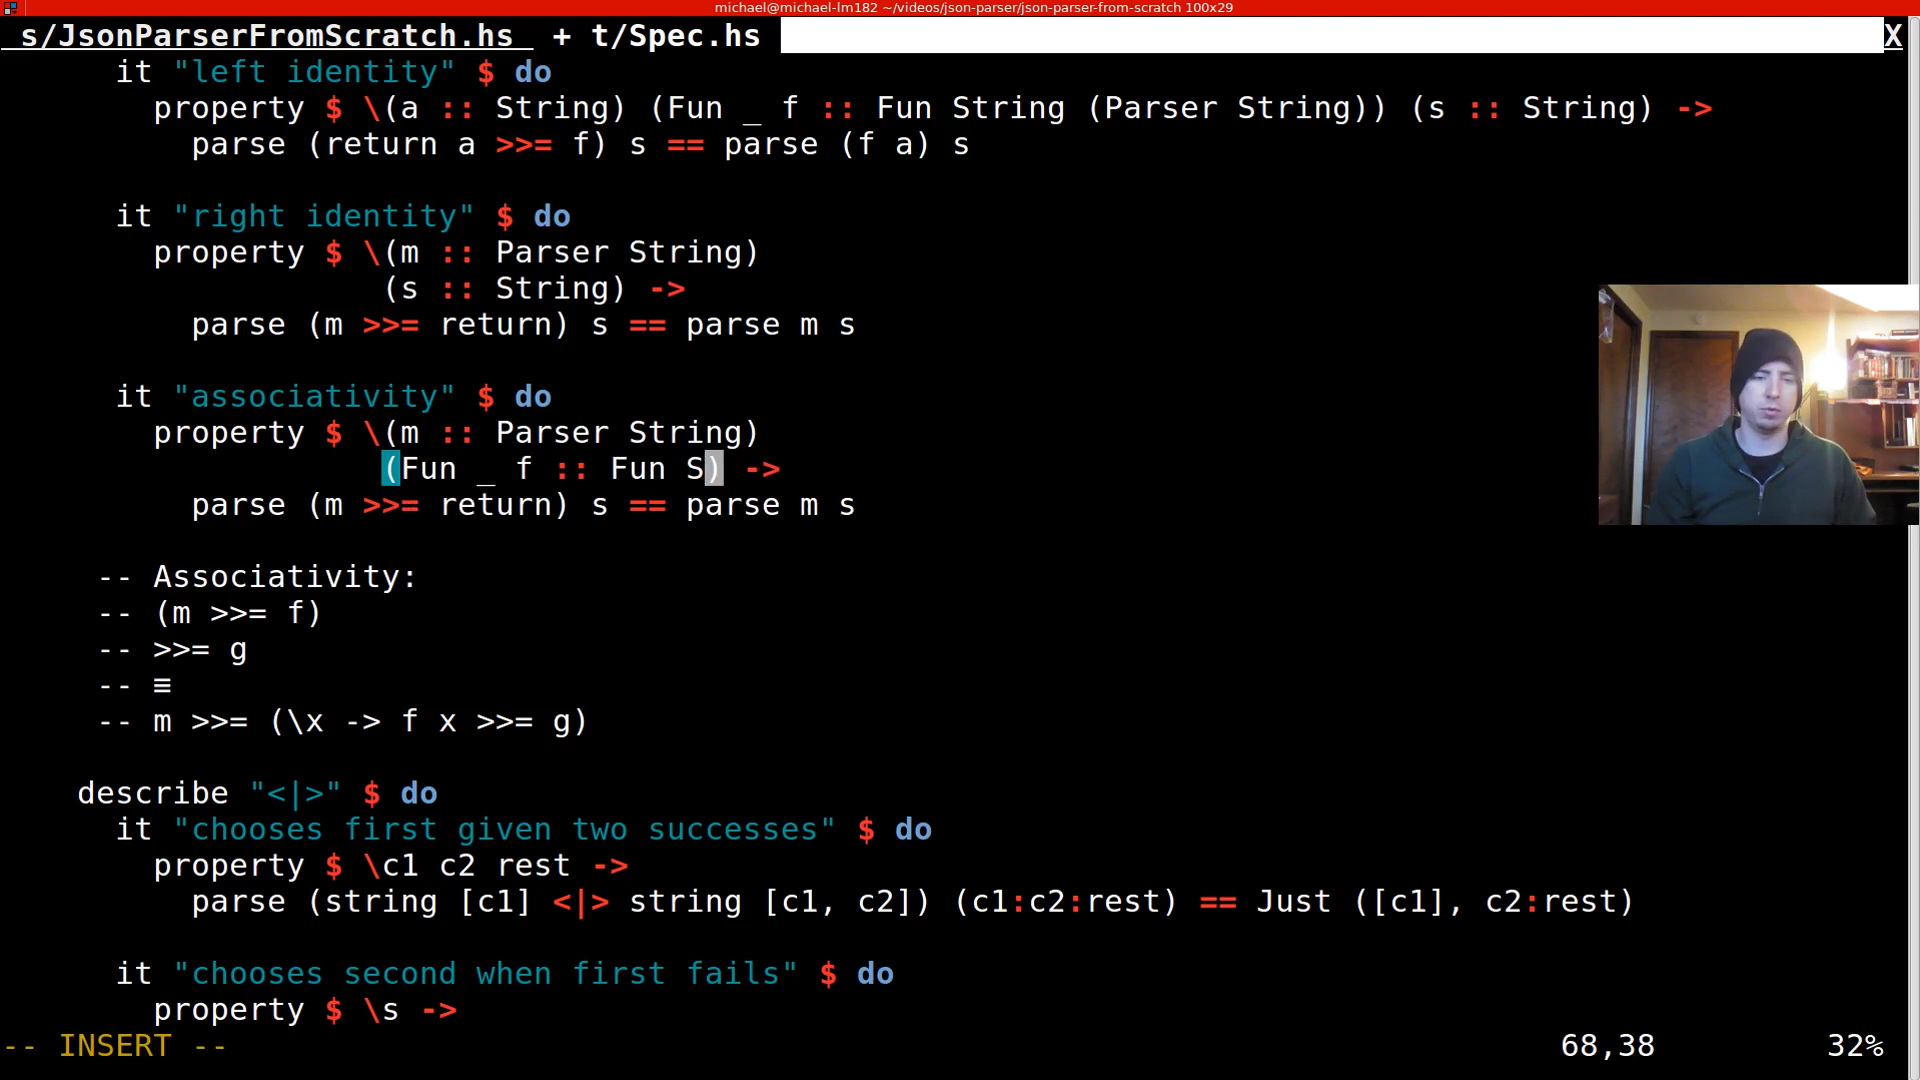 michael@michael-lm182 ~/videos/json-parser/json-parser-from-scratch 100x29
s/JsonParserFromScratch.hs + t/Spec.hs X
it "left identity" $ do
property $ \(a :: String) (Fun _ f :: Fun String (Parser String)) (s :: String) ->
parse (return a >>= f) s == parse (f a) s
it "right identity" $ do
property $ \(m :: Parser String)
(s :: String) ->
parse (m >>= return) s == parse m s
it "associativity" $ do
property $ \(m :: Parser String)
(Fun _ f :: Fun S) ->
parse (m >>= return) s == parse m s
-- Associativity:
-- (m >>= f)
-- >>= g
-- ≡
-- m >>= (\x -> f x >>= g)
describe "<|>" $ do
it "chooses first given two successes" $ do
property $ \c1 c2 rest ->
parse (string [c1] <|> string [c1, c2]) (c1:c2:rest) == Just ([c1], c2:rest)
it "chooses second when first fails" $ do
property $ \s ->
-- INSERT -- 68,38 32%